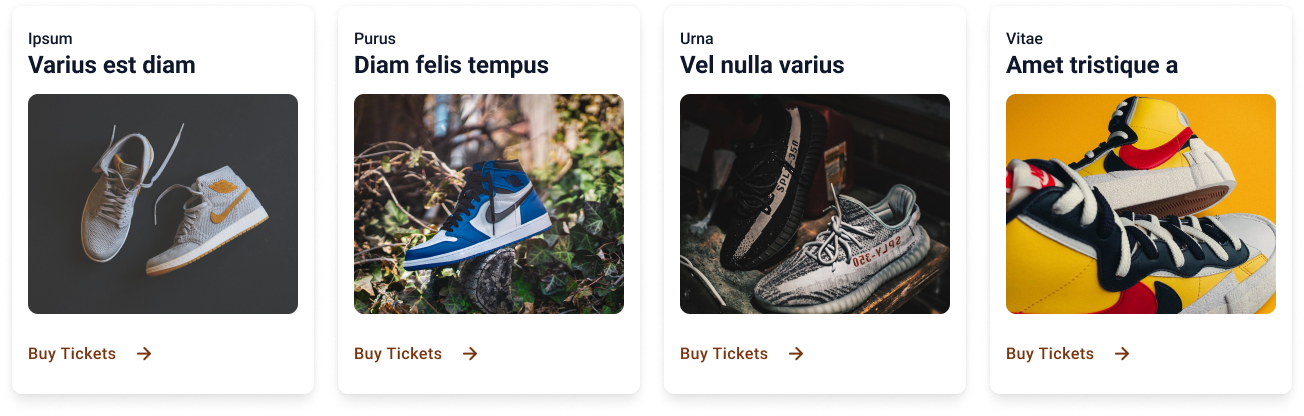 Ipsum
Varius est diam
Buy Tickets
Purus
Diam felis tempus
Buy Tickets
Urna
Vel nulla varius
SPLY-350
SPLY-350
Buy Tickets
Vitae
Amet tristique a
Buy Tickets